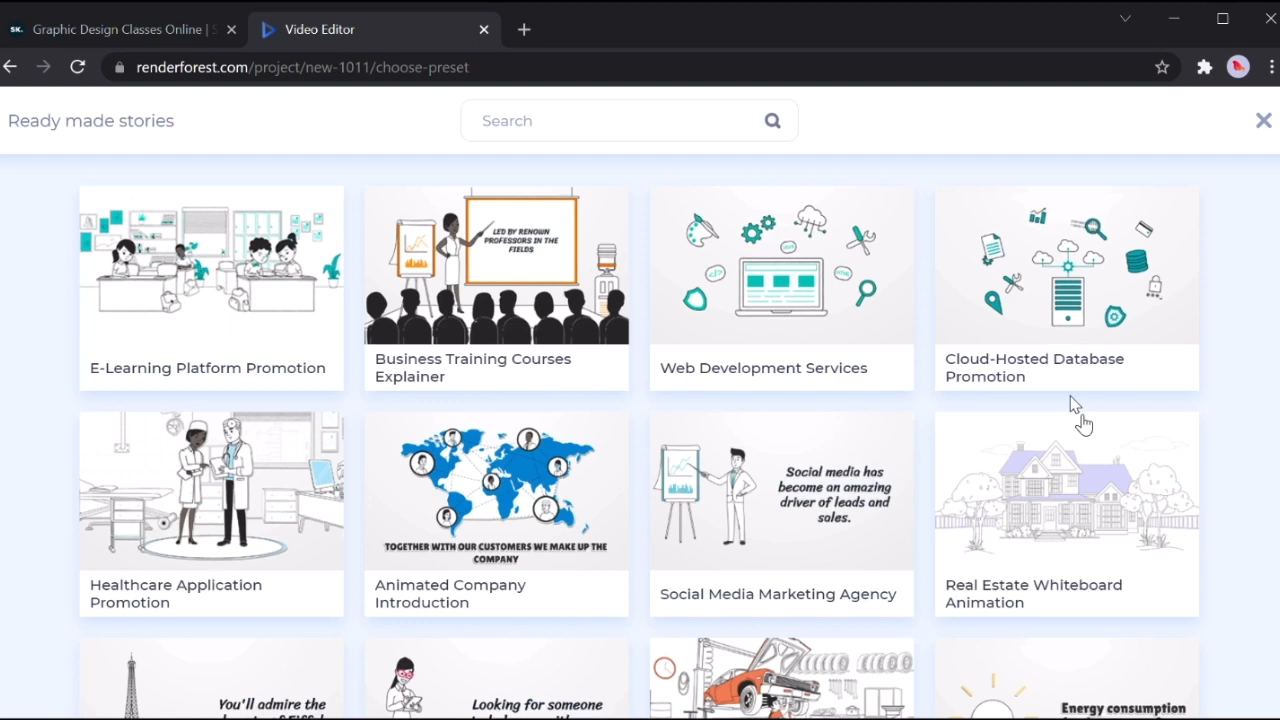 SK. Graphic Design Classes Online |
Video Editor
renderforest.com/project/new-1011/choose-preset
Ready made stories
Search
LED BY RENOWN
PROFESSORS IN THE
FIELDS
E-Learning Platform Promotion
Business Training Courses
Explainer
Web Development Services
Cloud-Hosted Database
Promotion
TOGETHER WITH OUR CUSTOMERS WE MAKE UP THE
COMPANY
Social media has
become an amazing
driver of leads and
sales.
Healthcare Application
Promotion
Animated Company
Introduction
Social Media Marketing Agency
Real Estate Whiteboard
Animation
You'll admire the
Looking for someone
Energy consumption